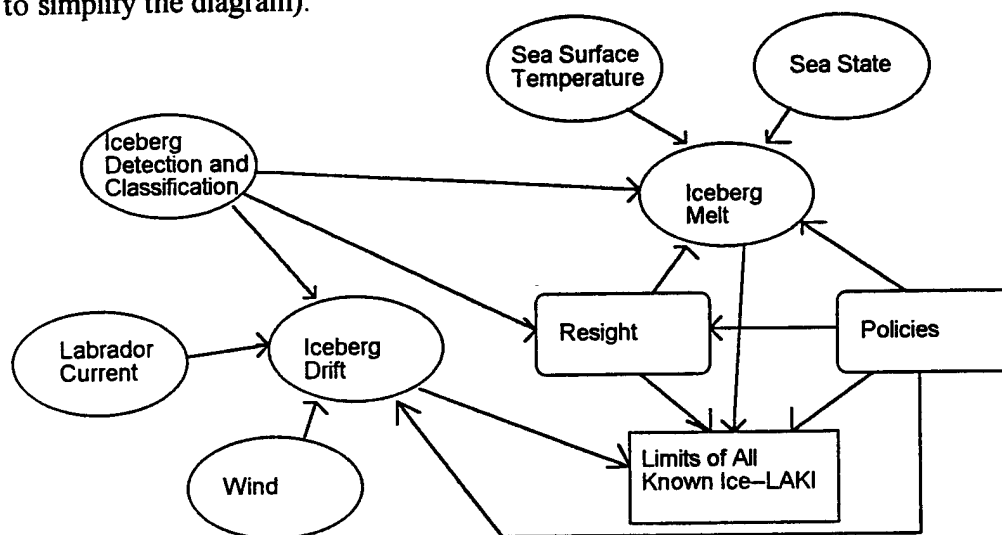 to simplify the diagram).
Sea Surface
Temperature
Sea State
Iceberg
Detection and
Classification
Iceberg
Melt
Labrador
Current
Iceberg
Drift
Resight
Policies
Wind
Limits of All
Known Ice–LAKI